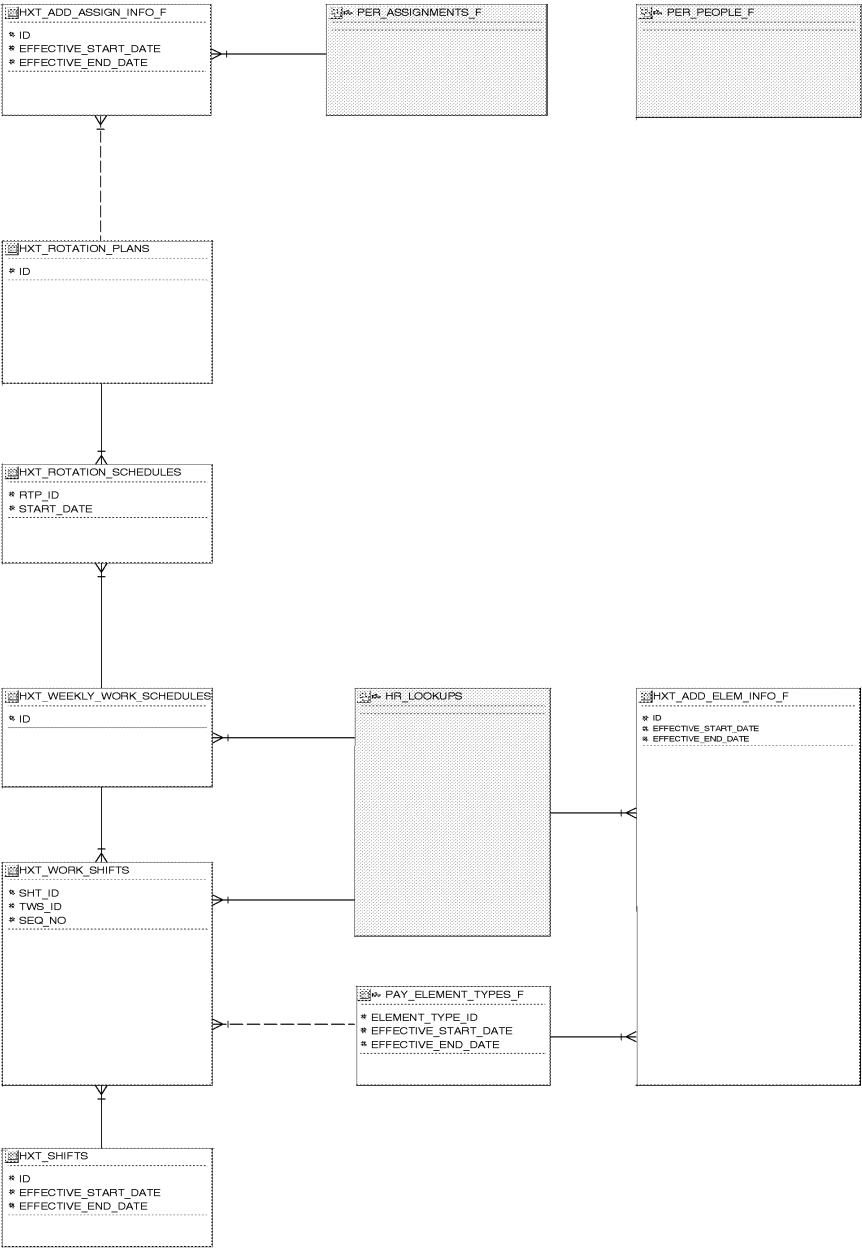 HXT_ADD_ASSIGN_INFO_F
# ID
# EFFECTIVE_START_DATE
# EFFECTIVE_END_DATE
PER_ASSIGNMENTS_F
PER_PEOPLE_F
HXT_ROTATION_PLANS
# ID
HXT_ROTATION_SCHEDULES
# RTP_ID
# START_DATE
HXT_WEEKLY_WORK_SCHEDULES
# ID
HR_LOOKUPS
HXT_ADD_ELEM_INFO_F
# ID
# EFFECTIVE_START_DATE
# EFFECTIVE_END_DATE
HXT_WORK_SHIFTS
# SHT_ID
# TWS_ID
# SEQ_NO
PAY_ELEMENT_TYPES_F
# ELEMENT_TYPE_ID
# EFFECTIVE_START_DATE
# EFFECTIVE_END_DATE
HXT_SHIFTS
# ID
# EFFECTIVE_START_DATE
# EFFECTIVE_END_DATE